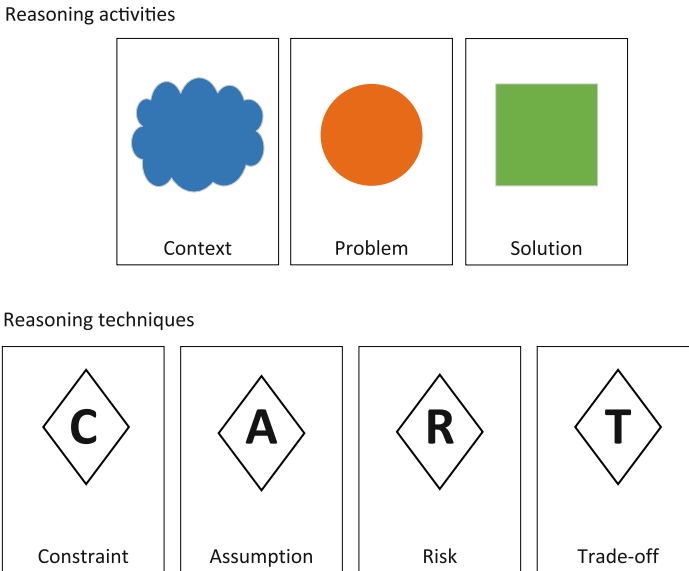 Reasoning activities
Context Problem Solution
Reasoning techniques
C A R T
Constraint Assumption Risk Trade-off